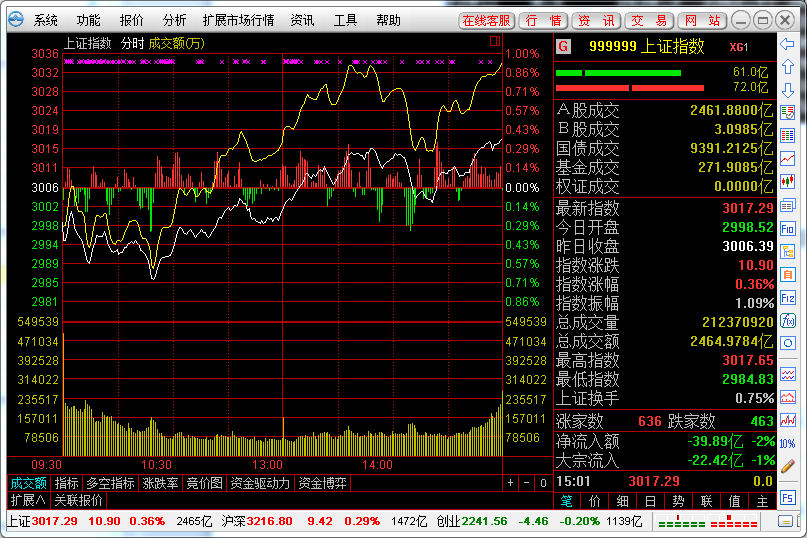 系统 功能 报价 分析 扩展市场行情 资讯 工具 帮助 在线客服 行 情 资 讯 交 易 网 站
上证指数 分时 成交额(万)
G 999999 上证指数 XG1
3036 1.00%
3032 0.86%
3028 0.71%
3024 0.57%
3019 0.43%
3015 0.29%
3011 0.14%
3006 0.00%
3002 0.14%
2998 0.29%
2994 0.43%
2989 0.57%
2985 0.71%
2981 0.86%
549539 549539
471034 471034
392528 392528
314022 314022
235517 235517
157011 157011
78506 78506
09:30 10:30 13:00 14:00
61.0亿
72.0亿
A股成交 2461.8800亿
B股成交 3.0985亿
国债成交 9391.2125亿
基金成交 271.9085亿
权证成交 0.0000亿
最新指数 3017.29
今日开盘 2998.52
昨日收盘 3006.39
指数涨跌 10.90
指数涨幅 0.36%
指数振幅 1.09%
总成交量 212370920
总成交额 2464.9784亿
最高指数 3017.65
最低指数 2984.83
上证换手 0.75%
涨家数 636 跌家数 463
净流入额 -39.89亿 -2%
大宗流入 -22.42亿 -1%
15:01 3017.29 0.0
笔 价 细 日 势 联 值 主
F10
自
F12
10%
F5
成交额 指标 多空指标 涨跌率 竞价图 资金驱动力 资金博弈 + - 0
扩展∧ 关联报价
上证3017.29 10.90 0.36% 2465亿 沪深3216.80 9.42 0.29% 1472亿 创业2241.56 -4.46 -0.20% 1139亿